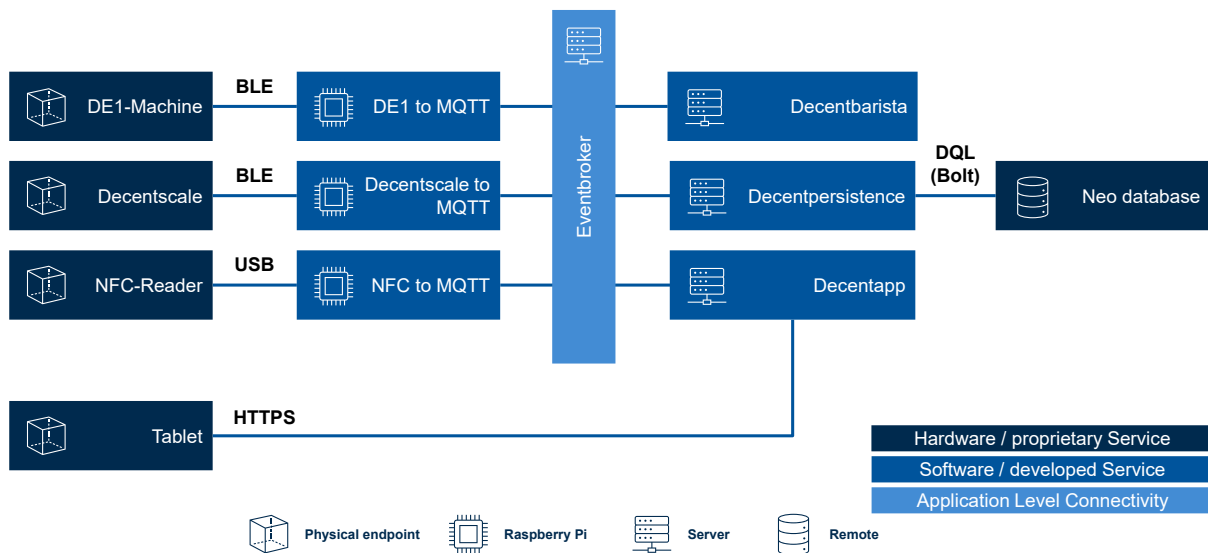 DE1-Machine
BLE
DE1 to MQTT
Eventbroker
Decentbarista
Decentscale
BLE
Decentscale to
MQTT
Decentpersistence
DQL
(Bolt)
Neo database
NFC-Reader
USB
NFC to MQTT
Decentapp
Tablet
HTTPS
Hardware / proprietary Service
Software / developed Service
Application Level Connectivity
Physical endpoint
Raspberry Pi
Server
Remote